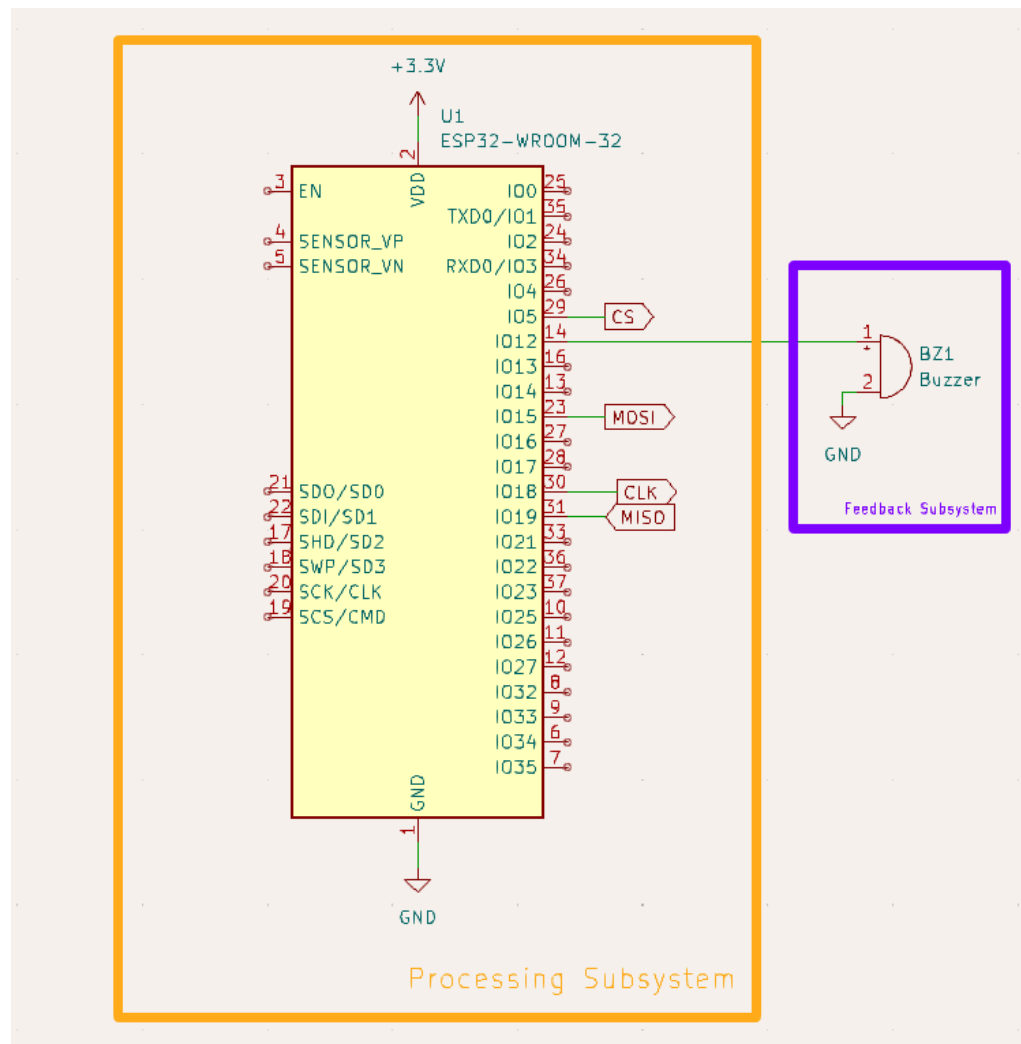 +3.3V
U1
ESP32-WROOM-32
2
VDD
3 EN
IO0 25
TXD0/IO1 35
4 SENSOR_VP
IO2 24
5 SENSOR_VN
RXD0/IO3 34
IO4 26
IO5 29 CS
IO12 14
IO13 16
IO14 13
IO15 23 MOSI
IO16 27
IO17 28
21 SDO/SD0
IO18 30 CLK
22 SDI/SD1
IO19 31 MISO
17 SHD/SD2
IO21 33
18 SWP/SD3
IO22 36
20 SCK/CLK
IO23 37
19 SCS/CMD
IO25 10
IO26 11
IO27 12
IO32 8
IO33 9
IO34 6
IO35 7
GND
1
GND
Processing Subsystem
1
+
BZ1
2
Buzzer
GND
Feedback Subsystem